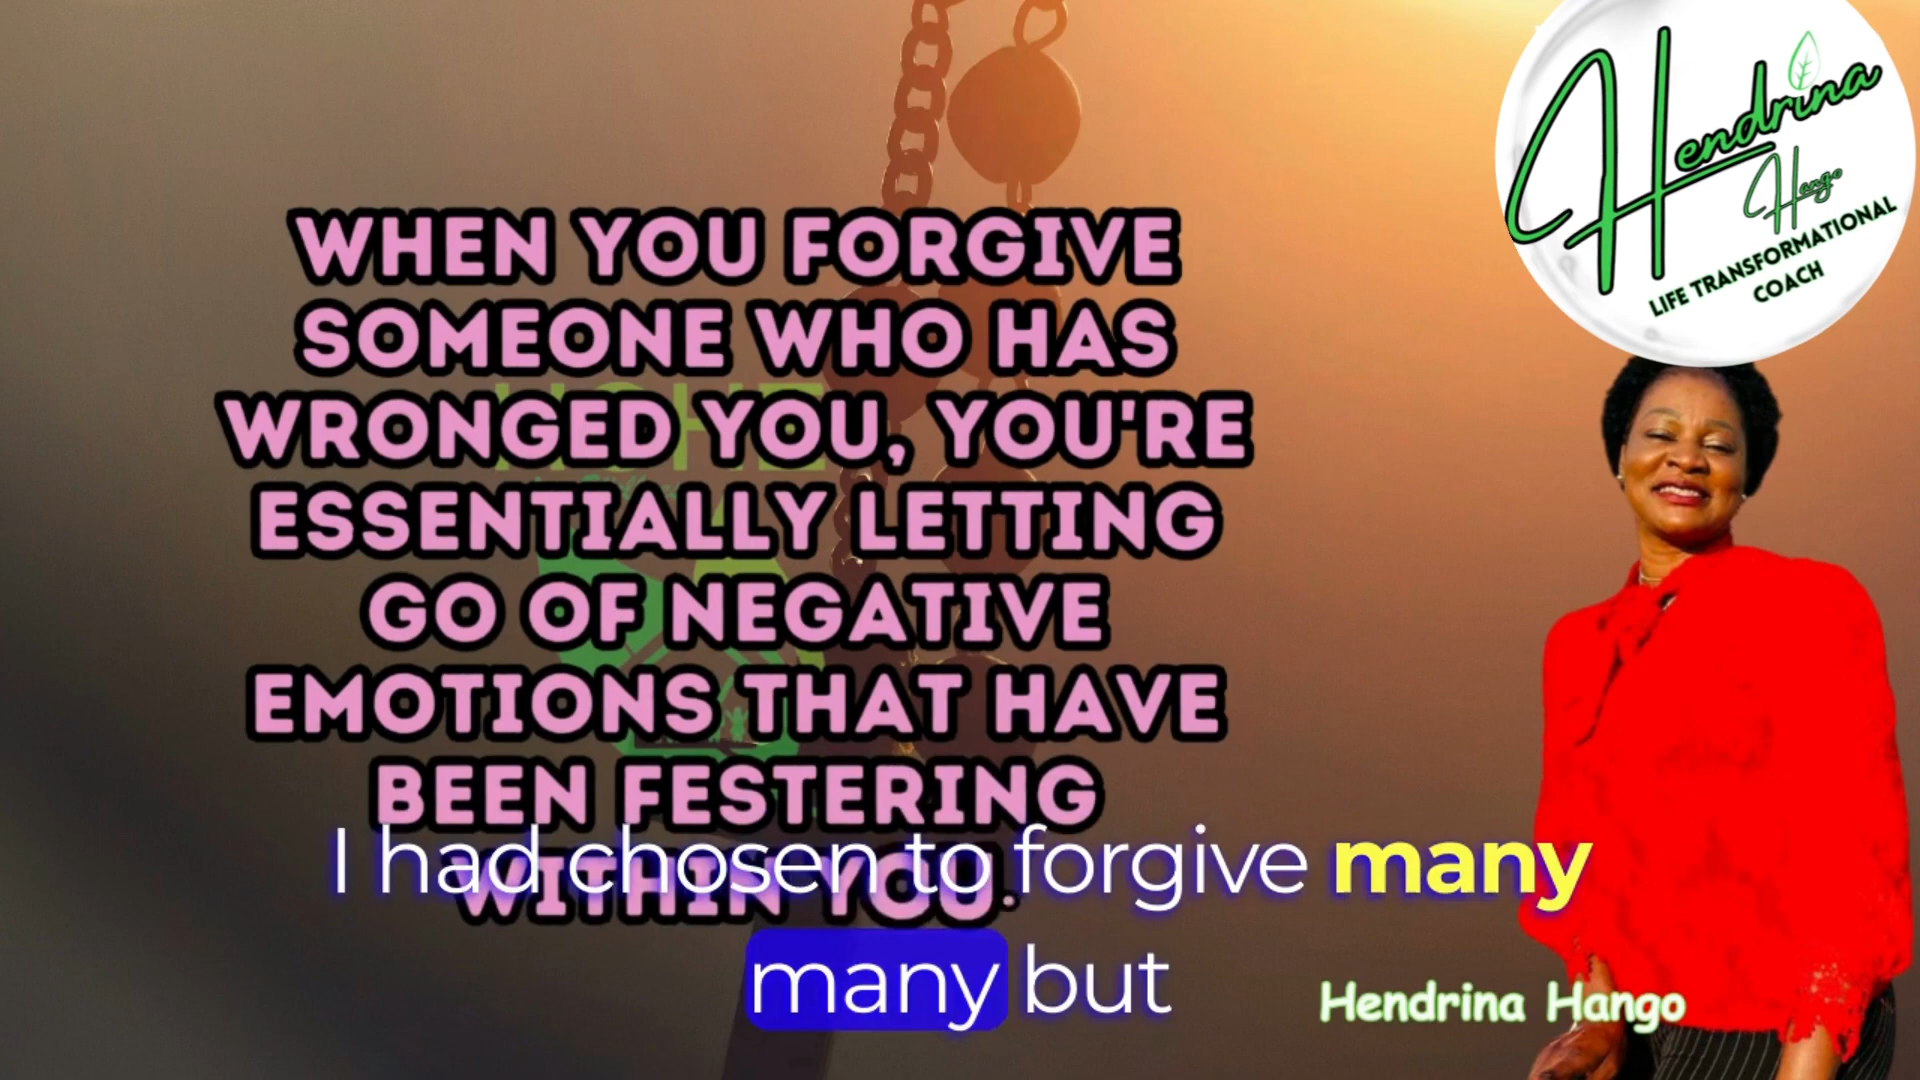 Hendrina
Hango
LIFE TRANSFORMATIONAL
COACH
WHEN YOU FORGIVE
SOMEONE WHO HAS
WRONGED YOU, YOU'RE
ESSENTIALLY LETTING
GO OF NEGATIVE
EMOTIONS THAT HAVE
BEEN FESTERING
WITHIN YOU.
I had chosen to forgive many
many but
Hendrina Hango